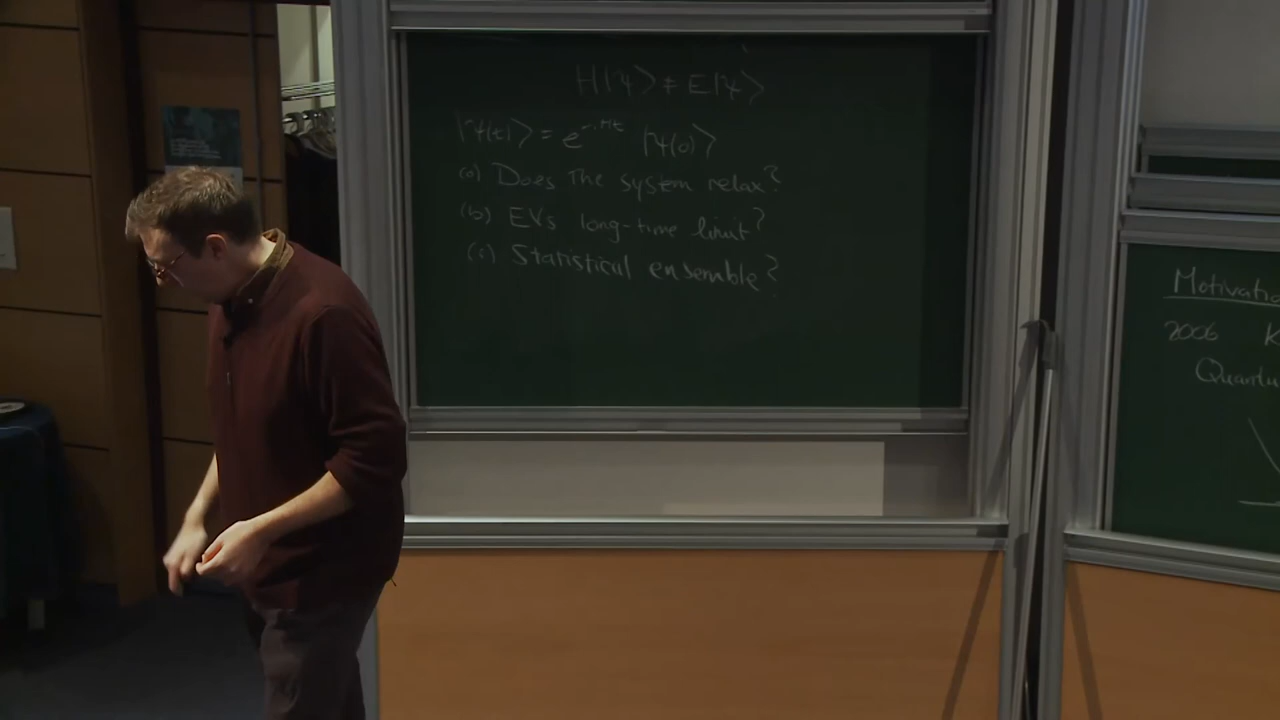 H|ψ⟩ ≠ E|ψ⟩
|ψ(t)⟩ = e^{-iHt} |ψ(0)⟩
(a) Does the system relax?
(b) EVs long-time limit?
(c) Statistical ensemble?
Motivatio
2006 K
Quantu